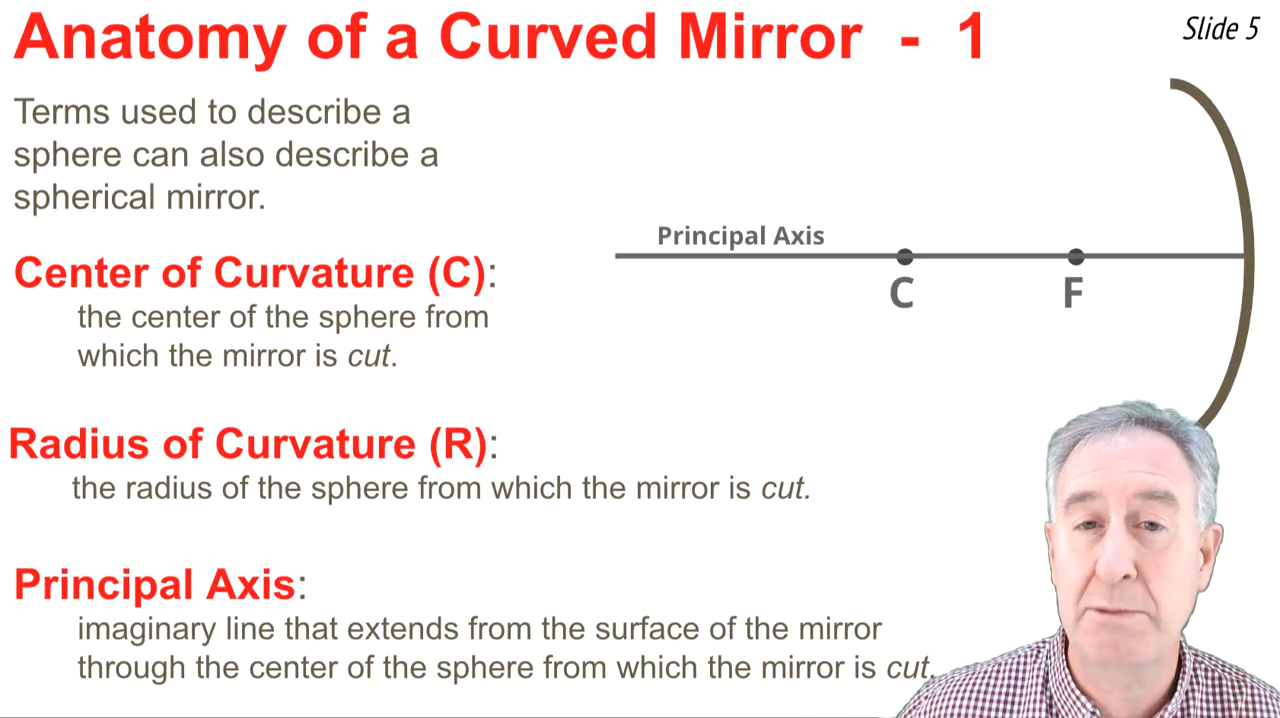 Anatomy of a Curved Mirror - 1
Slide 5
Terms used to describe a
sphere can also describe a
spherical mirror.
Principal Axis
C
F
Center of Curvature (C):
the center of the sphere from
which the mirror is cut.
Radius of Curvature (R):
the radius of the sphere from which the mirror is cut.
Principal Axis:
imaginary line that extends from the surface of the mirror
through the center of the sphere from which the mirror is cut.